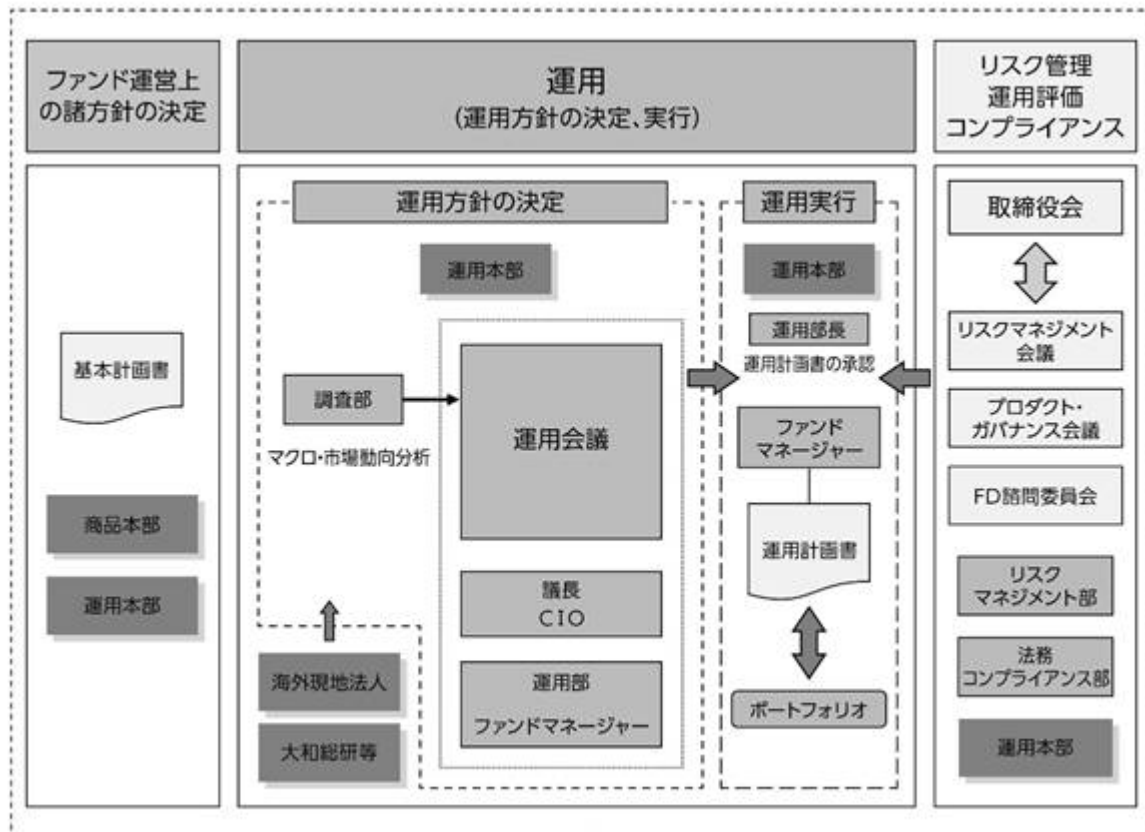 ファンド運営上
の諸方針の決定
運用
(運用方針の決定、実行)
リスク管理
運用評価
コンプライアンス
基本計画書
商品本部
運用本部
運用方針の決定
運用本部
調査部
マクロ・市場動向分析
運用会議
議長
CIO
運用部
ファンドマネージャー
海外現地法人
大和総研等
運用実行
運用本部
運用部長
運用計画書の承認
ファンド
マネージャー
運用計画書
ポートフォリオ
取締役会
リスクマネジメント
会議
プロダクト・
ガバナンス会議
FD諮問委員会
リスク
マネジメント部
法務
コンプライアンス部
運用本部